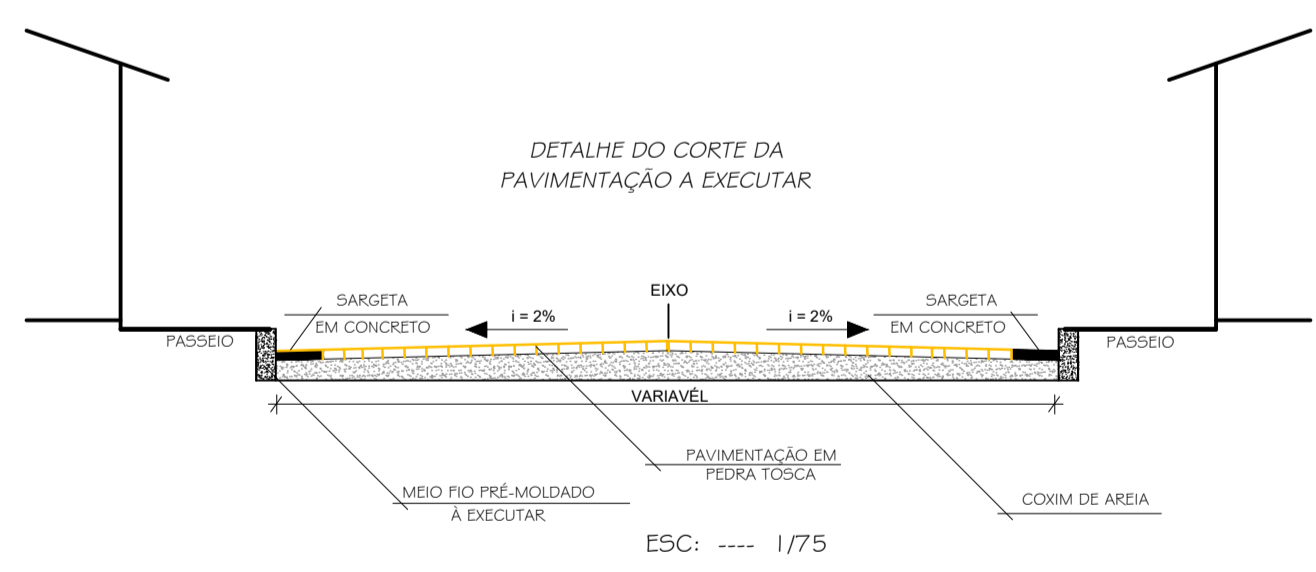 DETALHE DO CORTE DA
PAVIMENTAÇÃO A EXECUTAR
EIXO
SARGETA
EM CONCRETO
i = 2%
i = 2%
SARGETA
EM CONCRETO
PASSEIO
PASSEIO
VARIAVÉL
PAVIMENTAÇÃO EM
PEDRA TOSCA
MEIO FIO PRÉ-MOLDADO
À EXECUTAR
COXIM DE AREIA
ESC: ---- 1/75